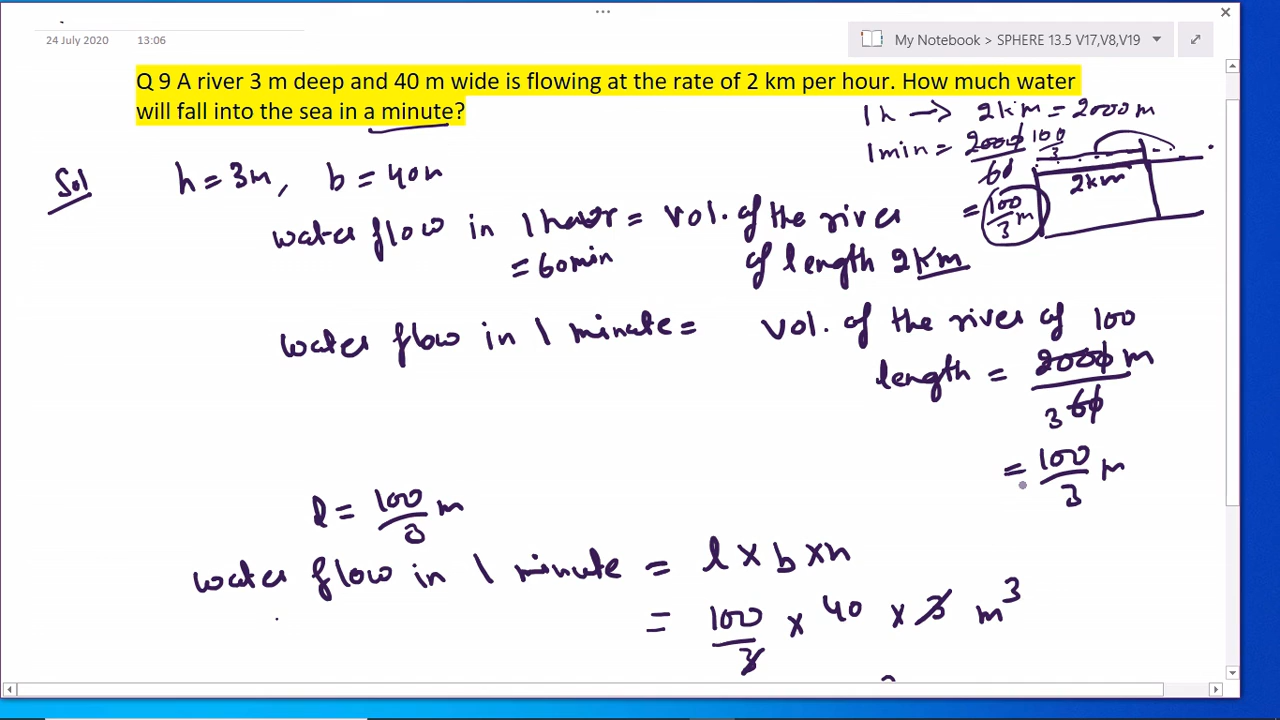 24 July 2020 13:06
My Notebook > SPHERE 13.5 V17,V8,V19
Q 9 A river 3 m deep and 40 m wide is flowing at the rate of 2 km per hour. How much water
will fall into the sea in a minute?
1h → 2km = 2000m
1min = 2000/60 100/3
= 100/3 m
2km
Sol h = 3m, b = 40m
water flow in 1 hour = vol. of the river
= 60min of length 2km
water flow in 1 minute = vol. of the river of
length = 2000/60 m 100 3
= 100/3 m
l = 100/3 m
water flow in 1 minute = l × b × h
= 100/3 × 40 × 3 m³